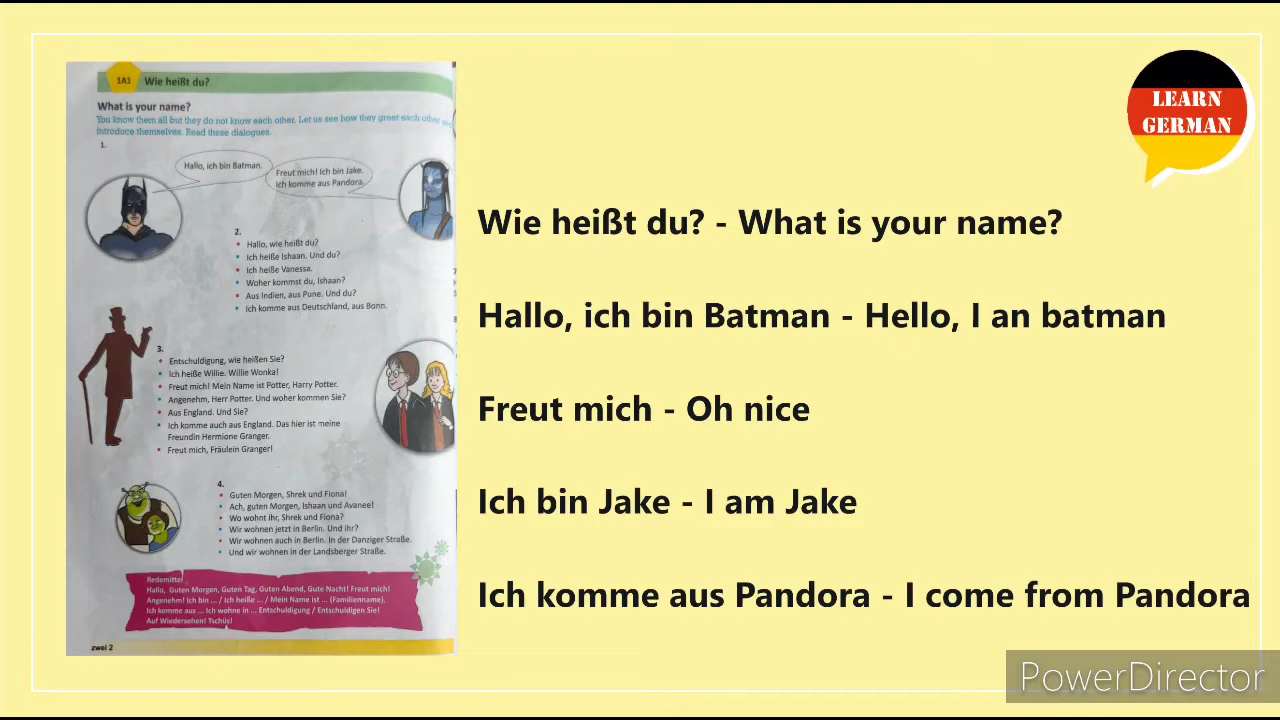 1A1 Wie heißt du?
What is your name?
You know them all but they do not know each other. Let us see how they greet each other and
introduce themselves. Read these dialogues.
1.
Hallo, ich bin Batman.
Freut mich! Ich bin Jake.
Ich komme aus Pandora.
2.
Hallo, wie heißt du?
Ich heiße Ishaan. Und du?
Ich heiße Vanessa.
Woher kommst du, Ishaan?
Aus Indien, aus Pune. Und du?
Ich komme aus Deutschland, aus Bonn.
3.
Entschuldigung, wie heißen Sie?
Ich heiße Willie. Willie Wonka!
Freut mich! Mein Name ist Potter, Harry Potter.
Angenehm, Herr Potter. Und woher kommen Sie?
Aus England. Und Sie?
Ich komme auch aus England. Das hier ist meine
Freundin Hermione Granger.
Freut mich, Fräulein Granger!
4.
Guten Morgen, Shrek und Fiona!
Ach, guten Morgen, Ishaan und Avanee!
Wo wohnt ihr, Shrek und Fiona?
Wir wohnen jetzt in Berlin. Und ihr?
Wir wohnen auch in Berlin. In der Danziger Straße.
Und wir wohnen in der Landsberger Straße.
Redemittel
Hallo, Guten Morgen, Guten Tag, Guten Abend, Gute Nacht! Freut mich!
Angenehm! Ich bin ... / Ich heiße ... / Mein Name ist ... (Familienname).
Ich komme aus ... Ich wohne in ... Entschuldigung / Entschuldigen Sie!
Auf Wiedersehen! Tschüs!
zwei 2
LEARN
GERMAN
Wie heißt du? - What is your name?
Hallo, ich bin Batman - Hello, I an batman
Freut mich - Oh nice
Ich bin Jake - I am Jake
Ich komme aus Pandora - I come from Pandora
PowerDirector